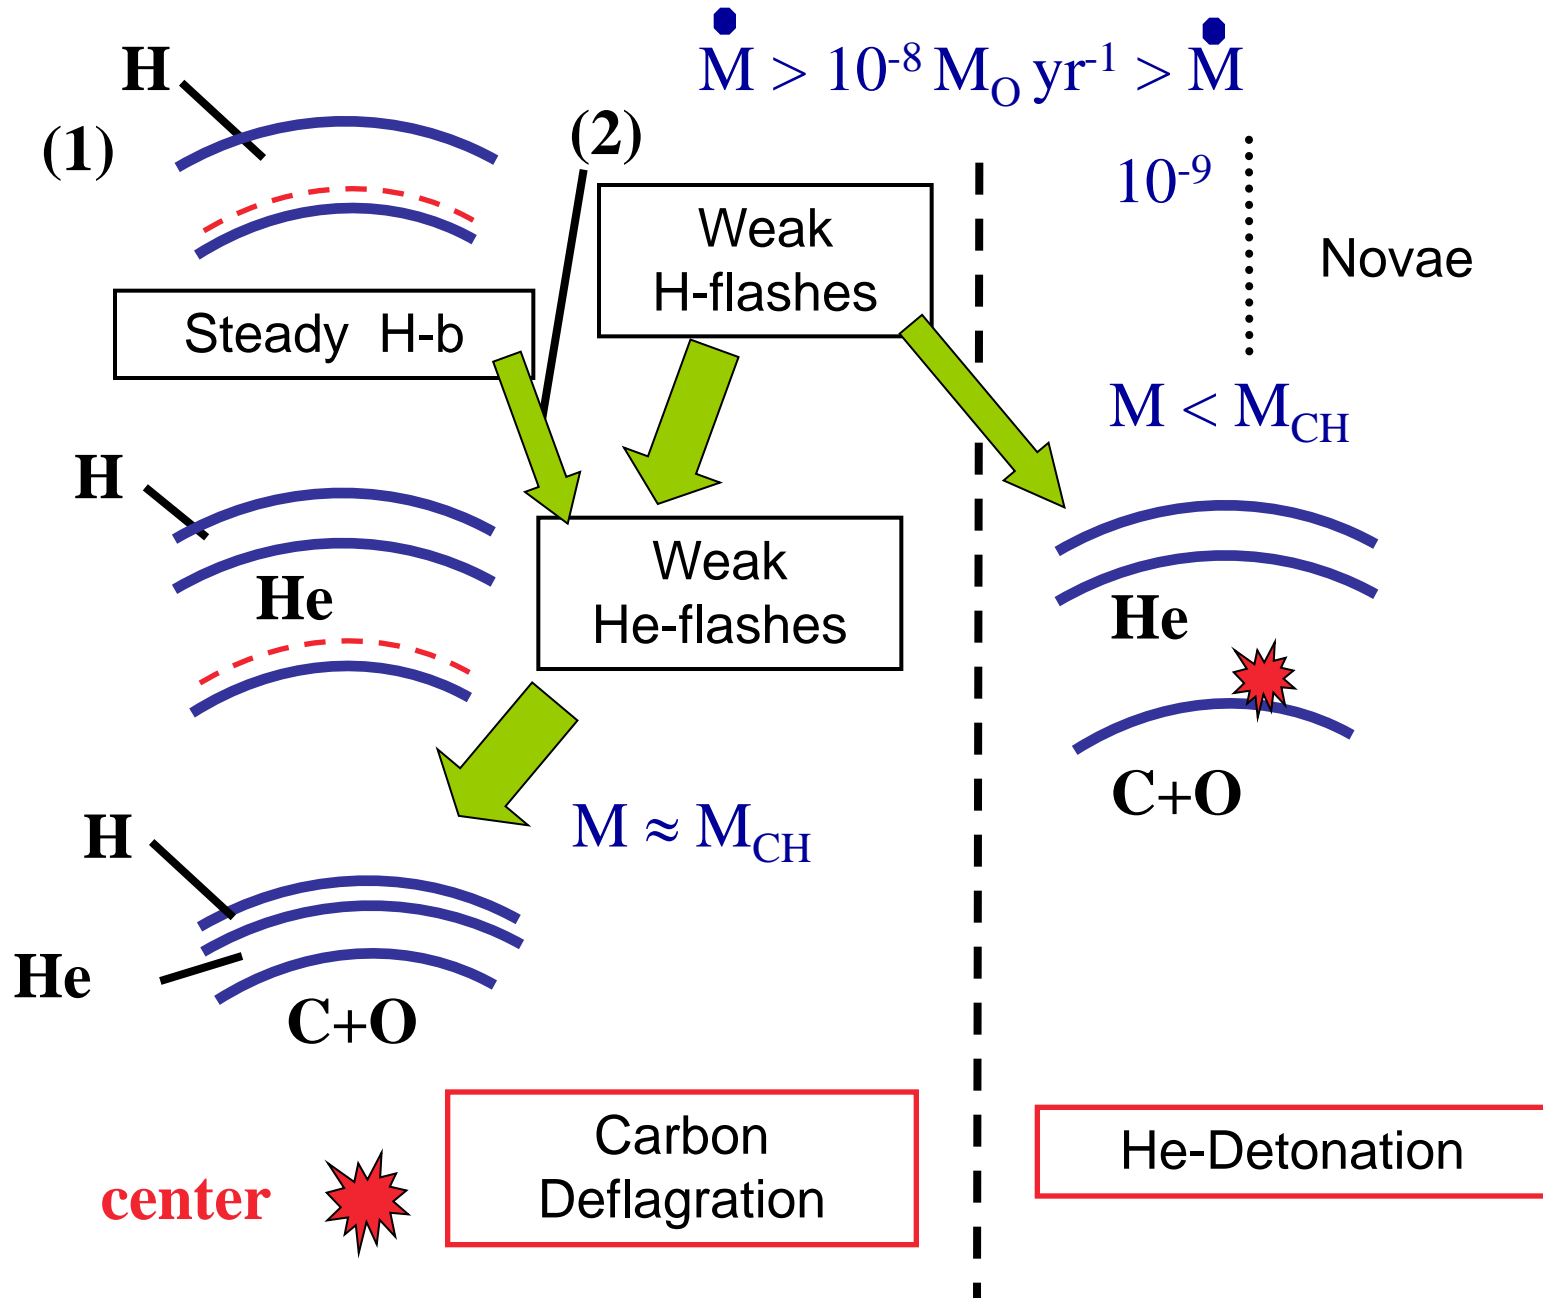 H
Ṁ > 10⁻⁸ M_O yr⁻¹ > Ṁ
(1)
(2)
10⁻⁹
Weak
H-flashes
Novae
Steady H-b
M < M_CH
H
He
Weak
He-flashes
He
C+O
M ≈ M_CH
H
He
C+O
center
Carbon
Deflagration
He-Detonation